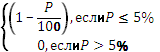 {(1 − P/100), еслиP ≤ 5%
0, еслиP > 5%